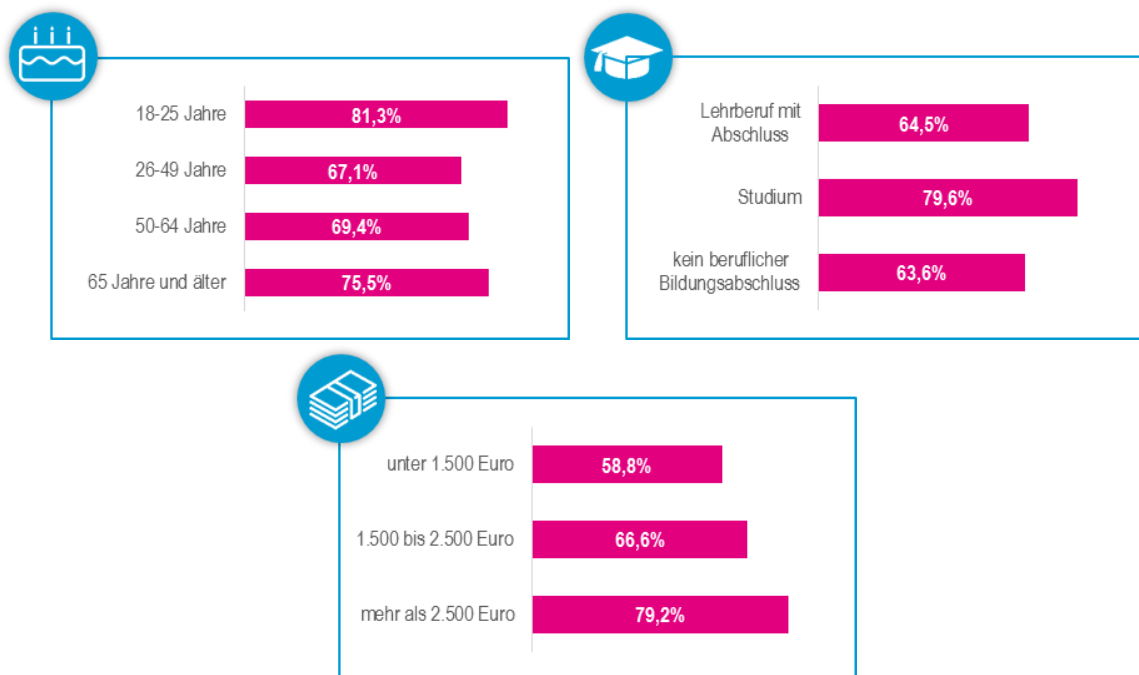 18-25 Jahre
81,3%
26-49 Jahre
67,1%
50-64 Jahre
69,4%
65 Jahre und älter
75,5%
Lehrberuf mit
Abschluss
64,5%
Studium
79,6%
kein beruflicher
Bildungsabschluss
63,6%
unter 1.500 Euro
58,8%
1.500 bis 2.500 Euro
66,6%
mehr als 2.500 Euro
79,2%